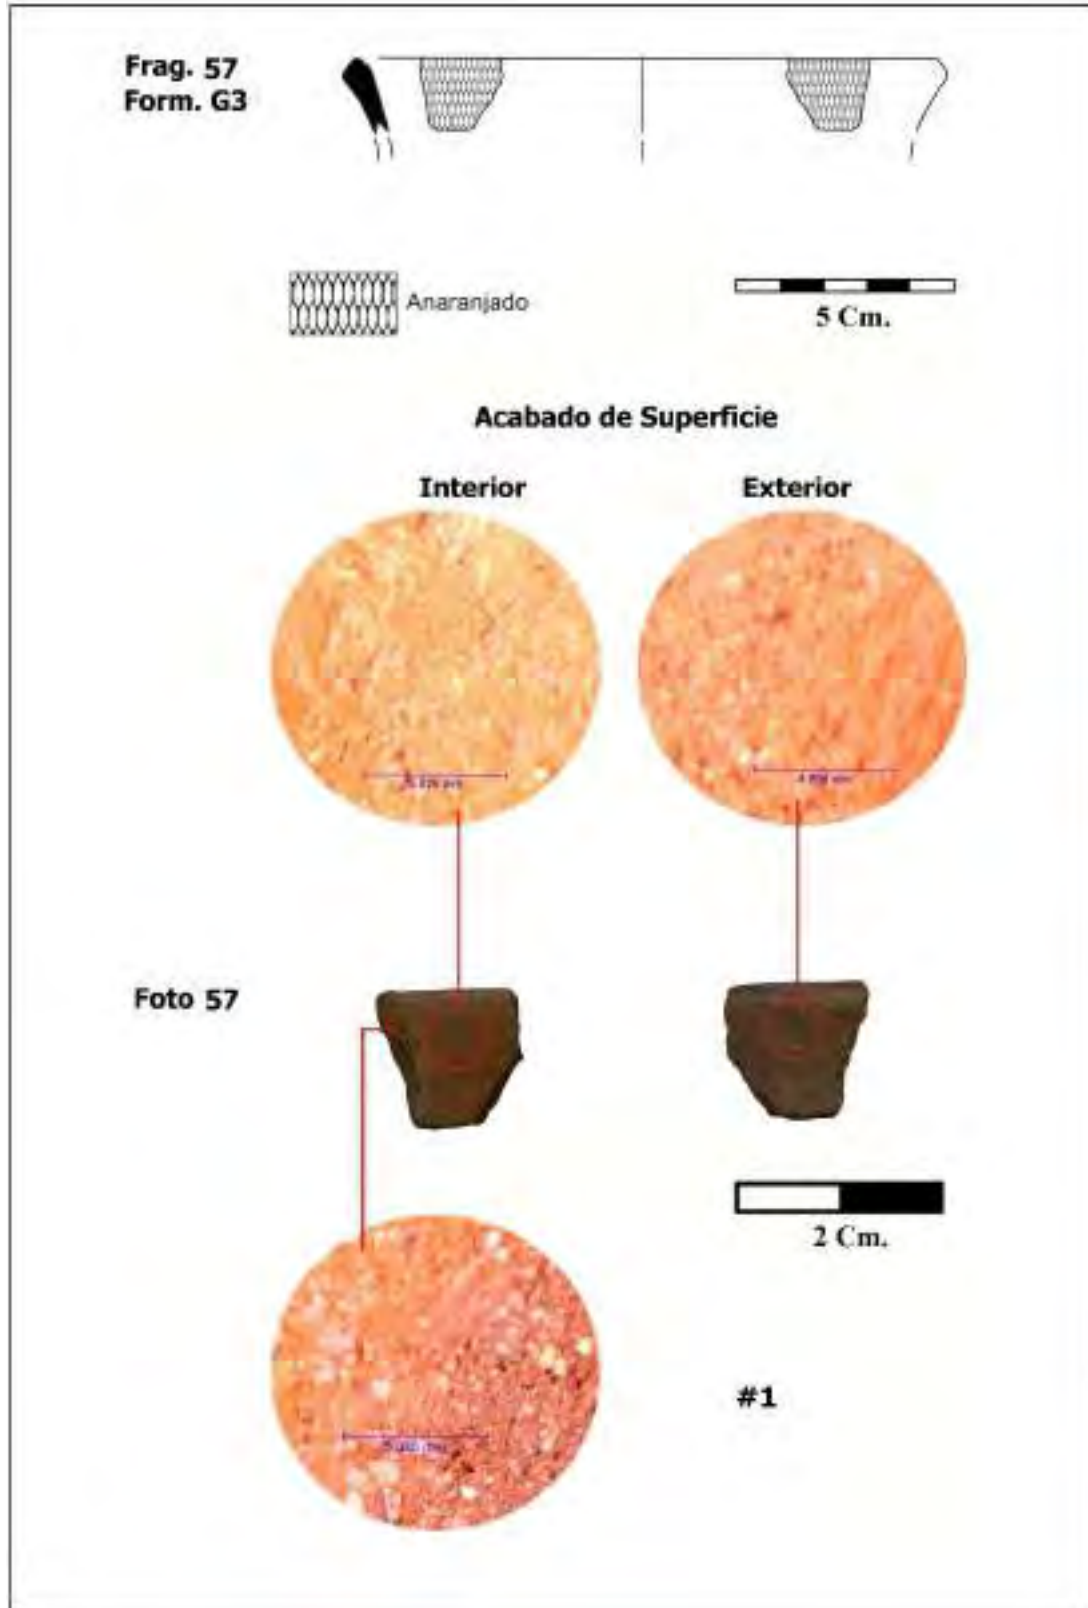 Frag. 57
Form. G3
Anaranjado
5 Cm.
Acabado de Superficie
Interior
Exterior
Foto 57
2 Cm.
#1